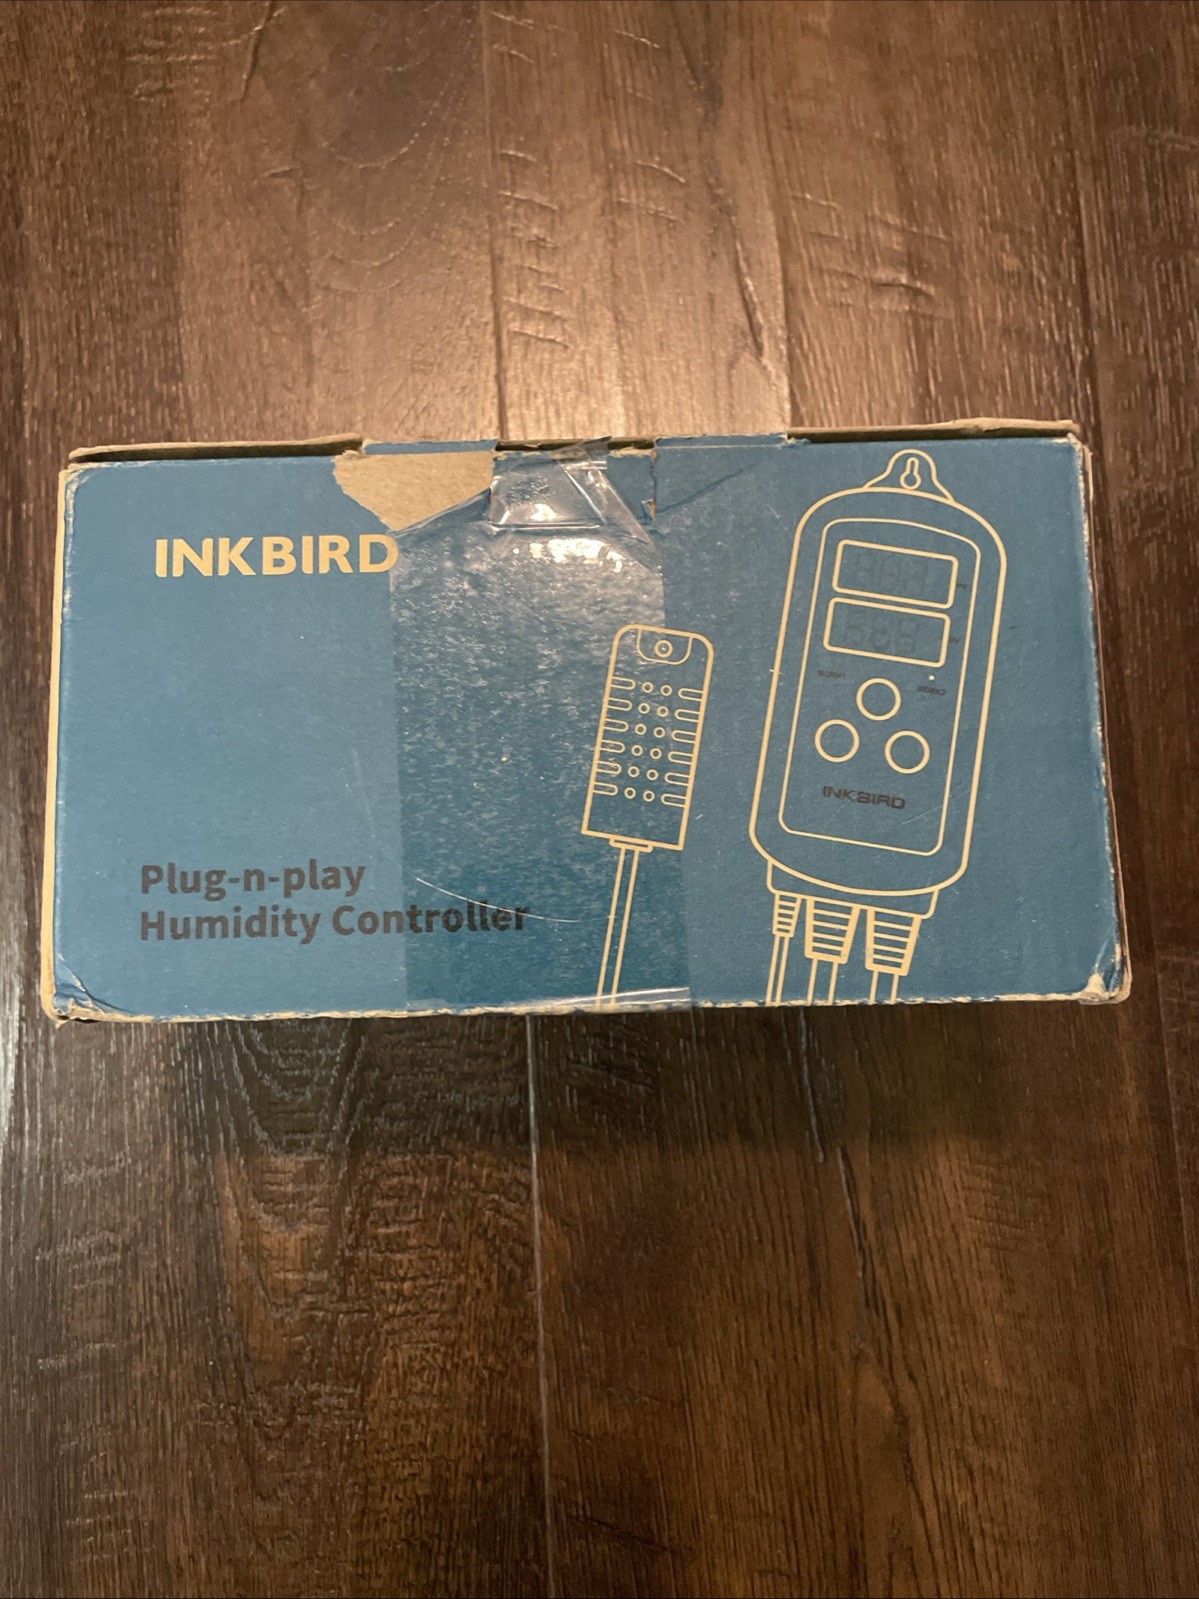 INKBIRD
Plug-n-play
Humidity Controller
INKBIRD